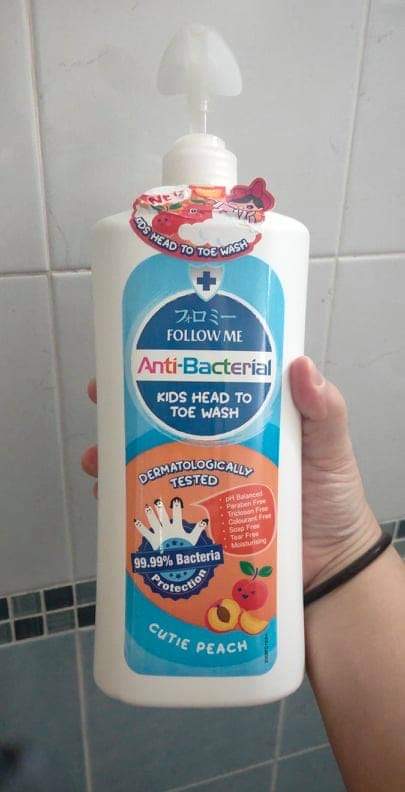 KIDS HEAD TO TOE WASH
フォローミー
FOLLOW ME
Anti-Bacterial
KIDS HEAD TO
TOE WASH
DERMATOLOGICALLY
TESTED
• pH Balanced
• Paraben Free
• Triclosan Free
• Colourant Free
• Soap Free
• Tear Free
• Moisturising
99.99% Bacteria
Protection
CUTIE PEACH